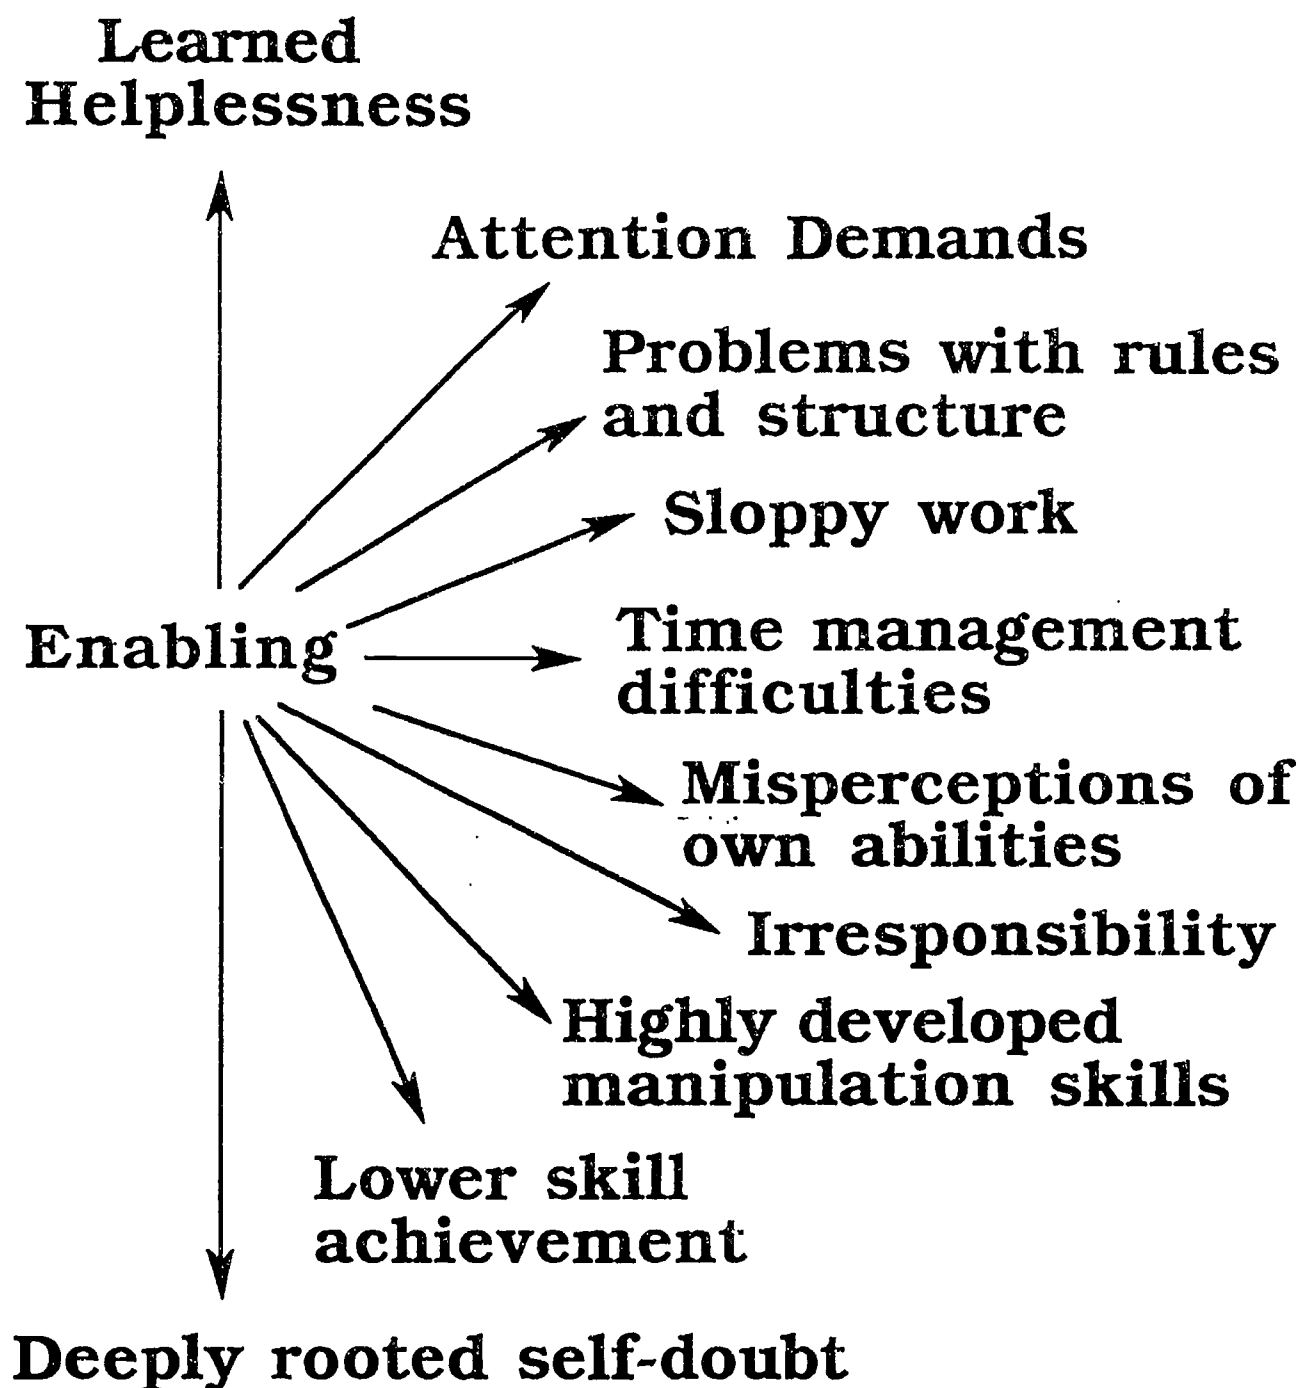 Learned
Helplessness
Attention Demands
Problems with rules
and structure
Sloppy work
Enabling
Time management
difficulties
Misperceptions of
own abilities
Irresponsibility
Highly developed
manipulation skills
Lower skill
achievement
Deeply rooted self-doubt